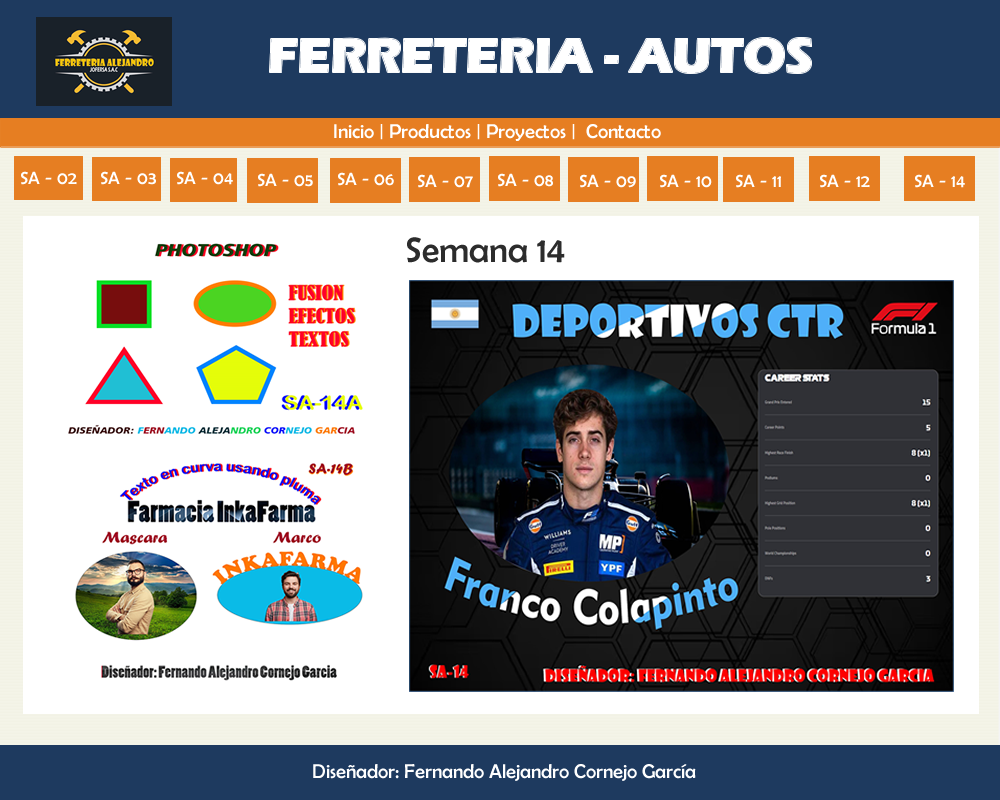 FERRETERIA ALEJANDRO
JOFERSA S.A.C
FERRETERIA - AUTOS
Inicio | Productos | Proyectos | Contacto
SA - 02
SA - 03
SA - 04
SA - 05
SA - 06
SA - 07
SA - 08
SA - 09
SA - 10
SA - 11
SA - 12
SA - 14
PHOTOSHOP
FUSION
EFECTOS
TEXTOS
SA-14A
DISEÑADOR: FERNANDO ALEJANDRO CORNEJO GARCIA
Texto en curva usando pluma
SA-14B
Farmacia InkaFarma
Mascara
Marco
INKAFARMA
Diseñador: Fernando Alejandro Cornejo Garcia
Semana 14
DEPORTIVOS CTR
Formula 1
CAREER STATS
Grand Prix Entered 15
Career Points 5
Highest Race Finish 8 (x1)
Podiums 0
Highest Grid Position 8 (x1)
Pole Positions 0
World Championships 0
DNFs 3
Gulf
Gulf
WILLIAMS
DRIVER
ACADEMY
MP
PIRELLI
YPF
Franco Colapinto
SA-14
DISEÑADOR: FERNANDO ALEJANDRO CORNEJO GARCIA
Diseñador: Fernando Alejandro Cornejo García